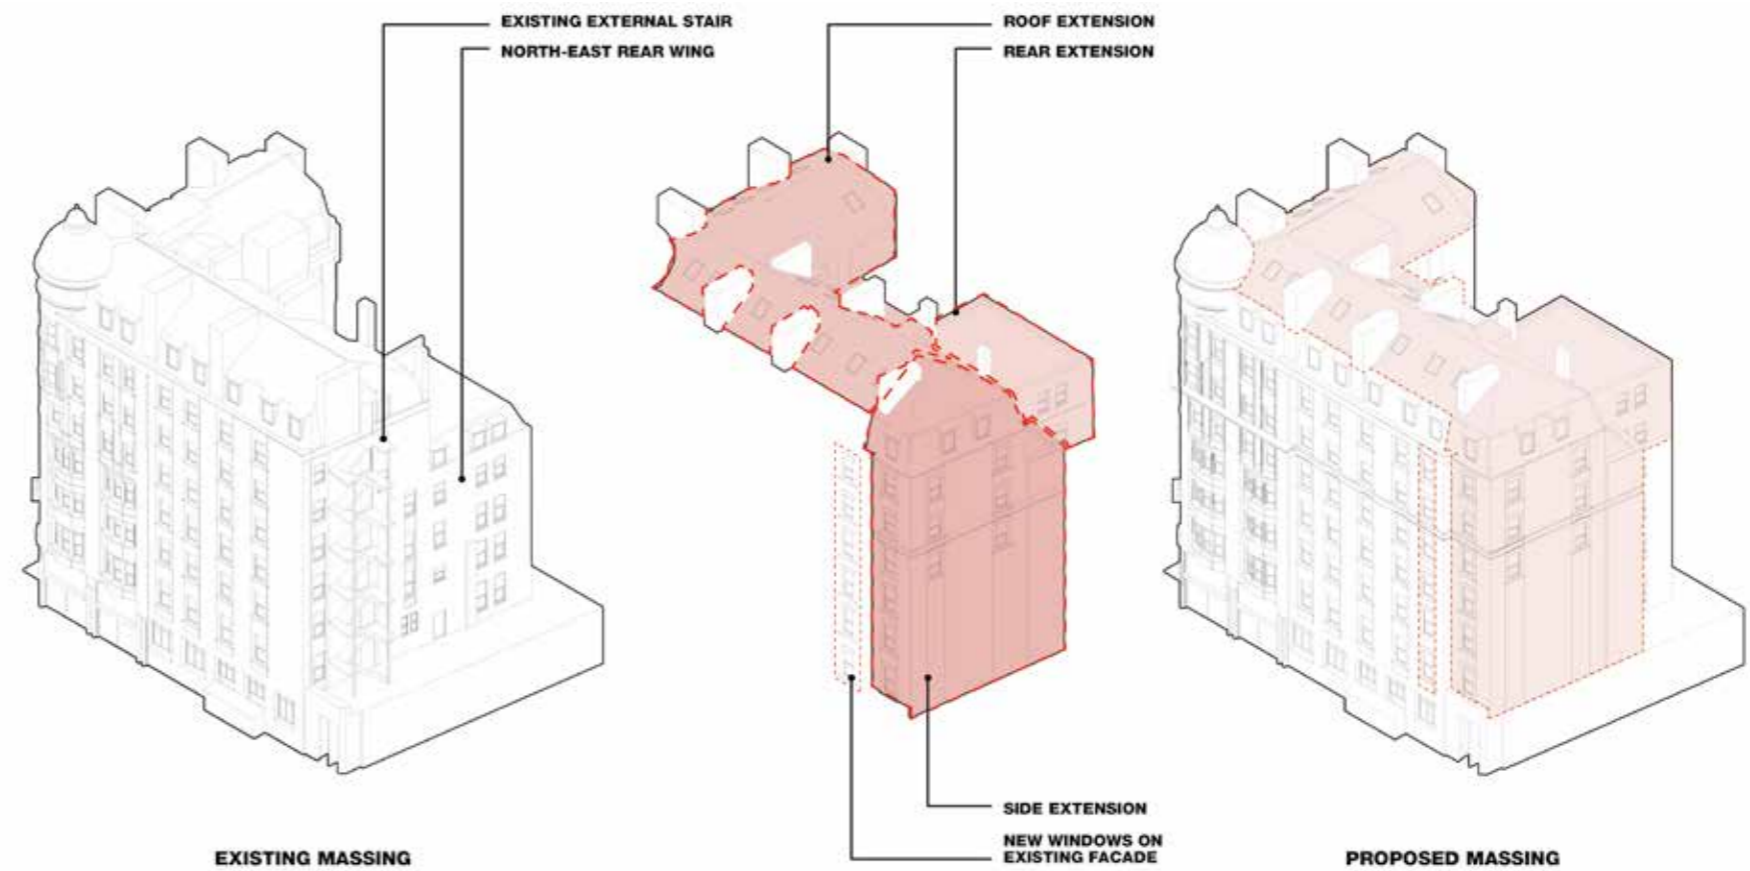 EXISTING EXTERNAL STAIR
NORTH-EAST REAR WING
ROOF EXTENSION
REAR EXTENSION
SIDE EXTENSION
NEW WINDOWS ON
EXISTING FACADE
EXISTING MASSING
PROPOSED MASSING